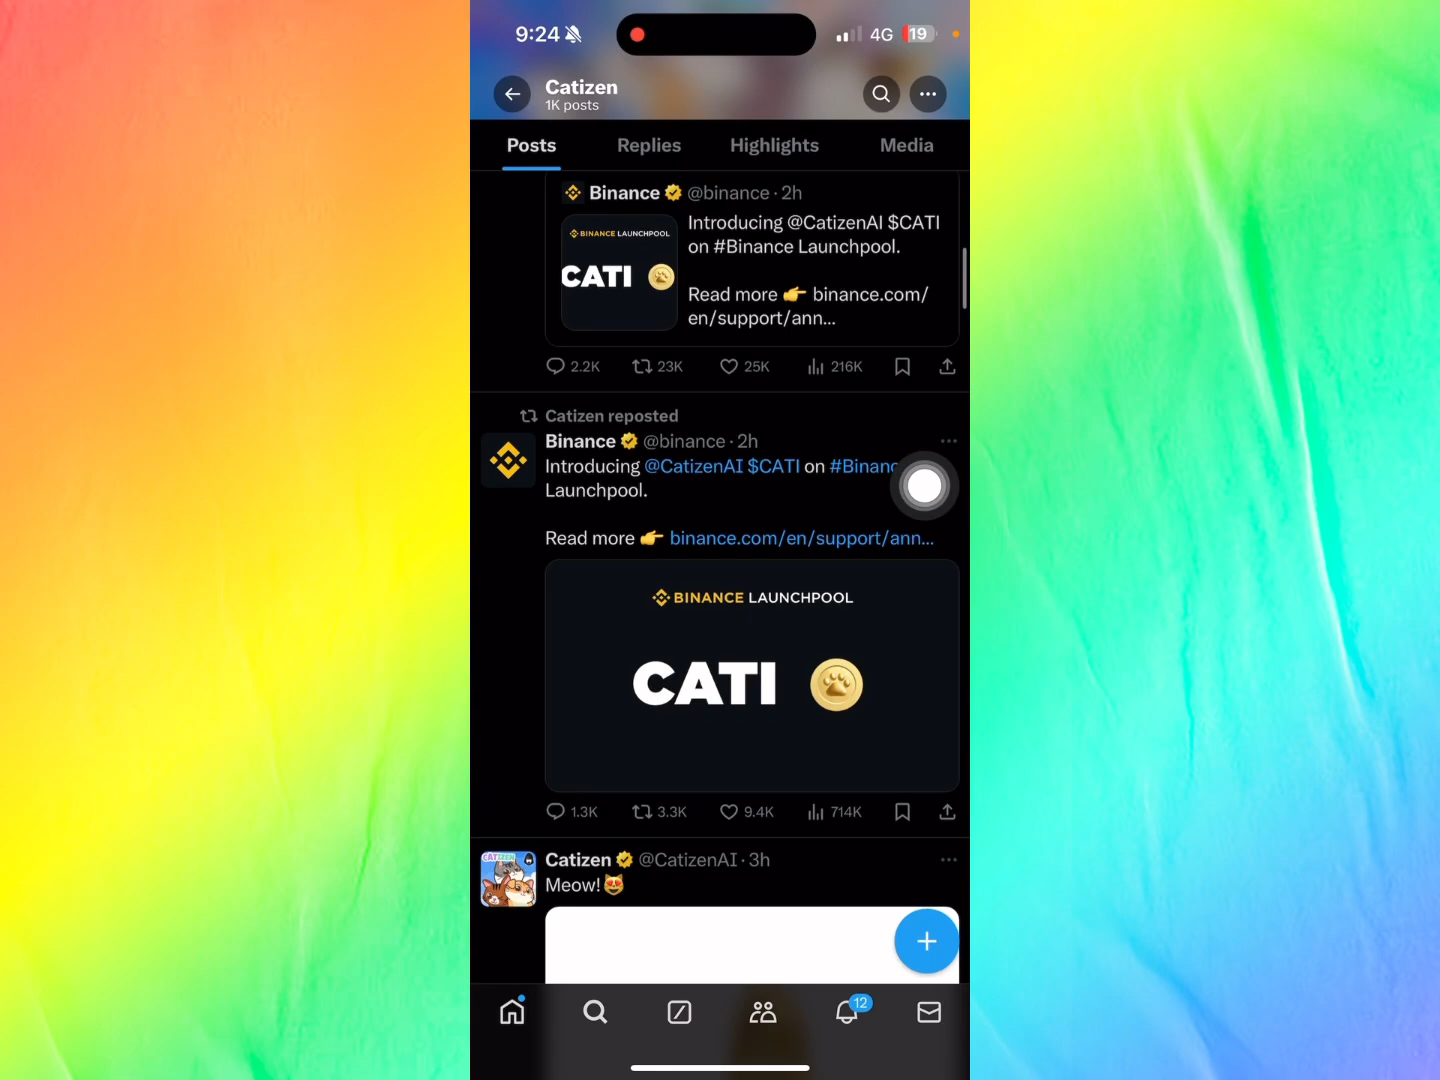 9:24
4G
19
Catizen
1K posts
Posts Replies Highlights Media
Binance @binance · 2h
BINANCE LAUNCHPOOL
CATI
Introducing @CatizenAI $CATI
on #Binance Launchpool.
Read more 👉 binance.com/
en/support/ann...
2.2K 23K 25K 216K
Catizen reposted
Binance @binance · 2h
Introducing @CatizenAI $CATI on #Binanc
Launchpool.
Read more 👉 binance.com/en/support/ann...
BINANCE LAUNCHPOOL
CATI
1.3K 3.3K 9.4K 714K
CATIZEN
Catizen @CatizenAI · 3h
Meow!😻
12